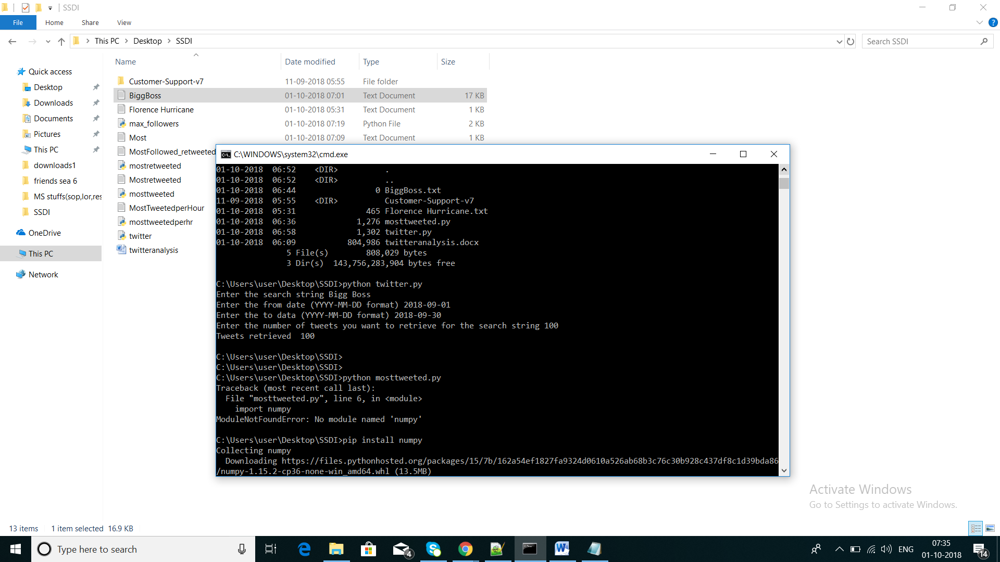 SSDI
File Home Share View
This PC Desktop SSDI
Search SSDI
Name Date modified Type Size
Quick access
Desktop
Downloads
Documents
Pictures
This PC
downloads1
friends sea 6
MS stuffs(sop,lor,res
SSDI
OneDrive
This PC
Network
Customer-Support-v7 11-09-2018 05:55 File folder
BiggBoss 01-10-2018 07:01 Text Document 17 KB
Florence Hurricane 01-10-2018 05:31 Text Document 1 KB
max_followers 01-10-2018 07:19 Python File 2 KB
Most 01-10-2018 07:09 Text Document 1 KB
MostFollowed_retweeted
mostretweeted
Mostretweeted
mosttweeted
MostTweetedperHour
mosttweetedperhr
twitter
twitteranalysis
C:\WINDOWS\system32\cmd.exe
01-10-2018 06:52 <DIR> .
01-10-2018 06:52 <DIR> ..
01-10-2018 06:44 0 BiggBoss.txt
11-09-2018 05:55 <DIR> Customer-Support-v7
01-10-2018 05:31 465 Florence Hurricane.txt
01-10-2018 06:36 1,276 mosttweeted.py
01-10-2018 06:58 1,302 twitter.py
01-10-2018 06:09 804,986 twitteranalysis.docx
5 File(s) 808,029 bytes
3 Dir(s) 143,756,283,904 bytes free
C:\Users\user\Desktop\SSDI>python twitter.py
Enter the search string Bigg Boss
Enter the from date (YYYY-MM-DD format) 2018-09-01
Enter the to data (YYYY-MM-DD format) 2018-09-30
Enter the number of tweets you want to retrieve for the search string 100
Tweets retrieved 100
C:\Users\user\Desktop\SSDI>
C:\Users\user\Desktop\SSDI>
C:\Users\user\Desktop\SSDI>python mosttweeted.py
Traceback (most recent call last):
File "mosttweeted.py", line 6, in <module>
import numpy
ModuleNotFoundError: No module named 'numpy'
C:\Users\user\Desktop\SSDI>pip install numpy
Collecting numpy
Downloading https://files.pythonhosted.org/packages/15/7b/162a54ef1827fa9324d0610a526ab68b3c76c30b928c437df8c1d39bda86
/numpy-1.15.2-cp36-none-win_amd64.whl (13.5MB)
Activate Windows
Go to Settings to activate Windows.
13 items 1 item selected 16.9 KB
Type here to search
4
ENG
07:35
01-10-2018
14